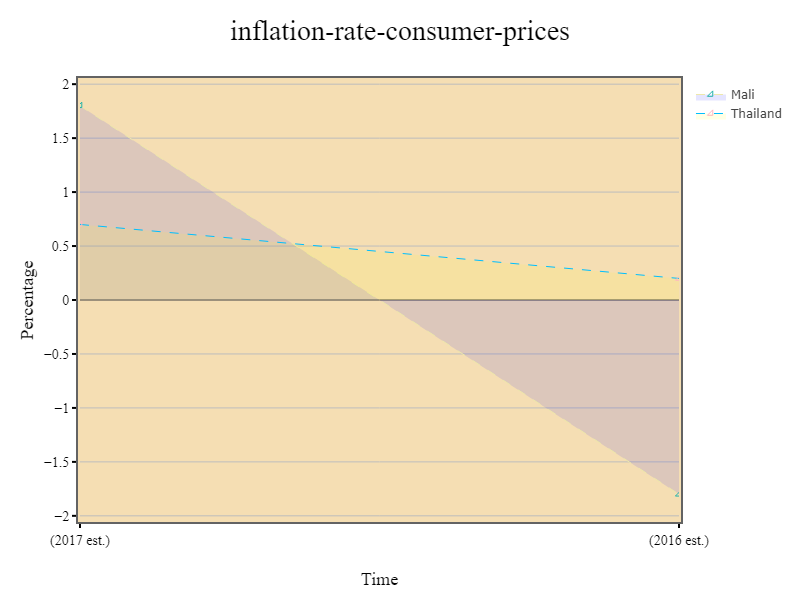 inflation-rate-consumer-prices
Mali
Thailand
2
1.5
1
0.5
0
−0.5
−1
−1.5
−2
Percentage
(2017 est.)
(2016 est.)
Time